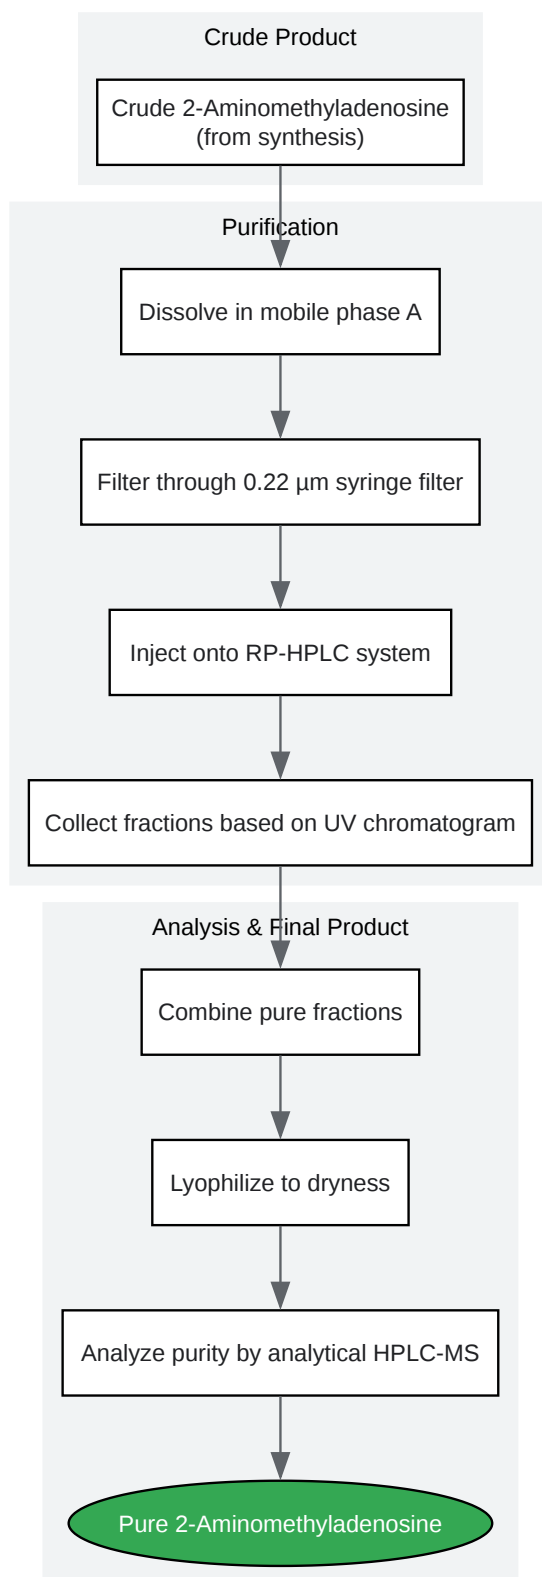 Crude Product
Crude 2-Aminomethyladenosine
(from synthesis)
Purification
Dissolve in mobile phase A
Filter through 0.22 µm syringe filter
Inject onto RP-HPLC system
Collect fractions based on UV chromatogram
Analysis & Final Product
Combine pure fractions
Lyophilize to dryness
Analyze purity by analytical HPLC-MS
Pure 2-Aminomethyladenosine